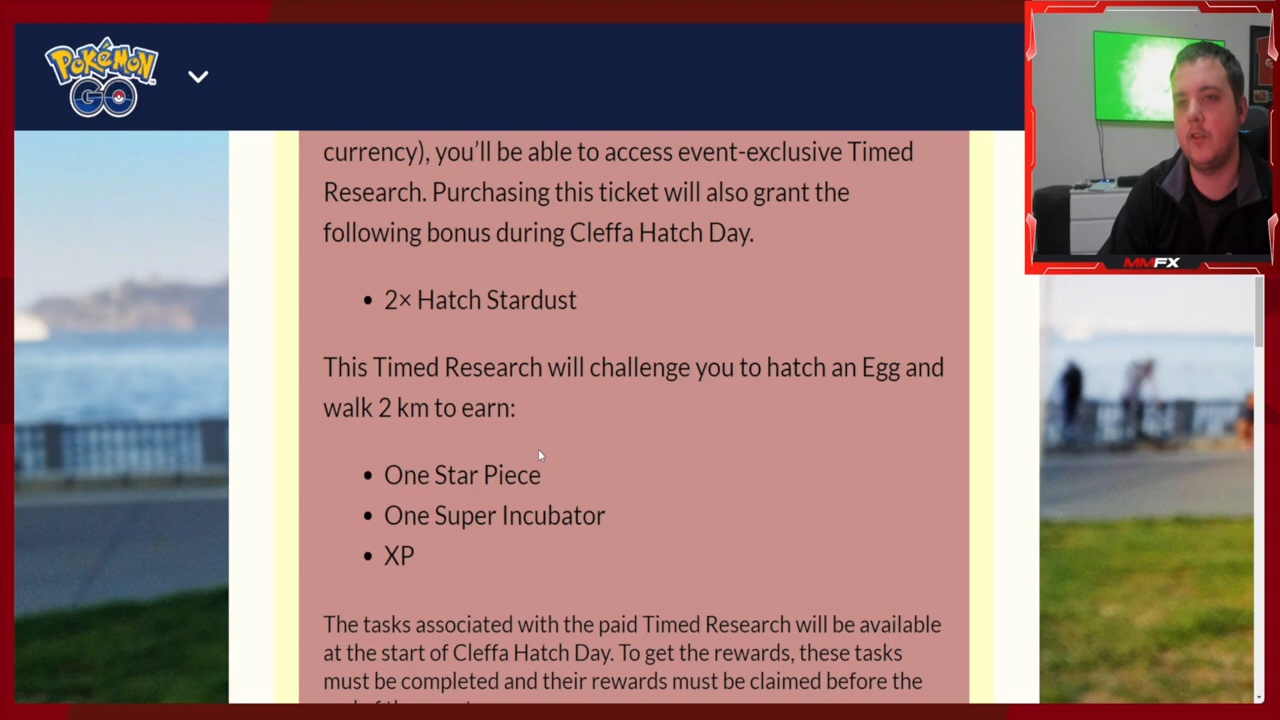 POKÉMON
GO
currency), you’ll be able to access event-exclusive Timed
Research. Purchasing this ticket will also grant the
following bonus during Cleffa Hatch Day.
• 2× Hatch Stardust
This Timed Research will challenge you to hatch an Egg and
walk 2 km to earn:
• One Star Piece
• One Super Incubator
• XP
The tasks associated with the paid Timed Research will be available
at the start of Cleffa Hatch Day. To get the rewards, these tasks
must be completed and their rewards must be claimed before the
MMFX